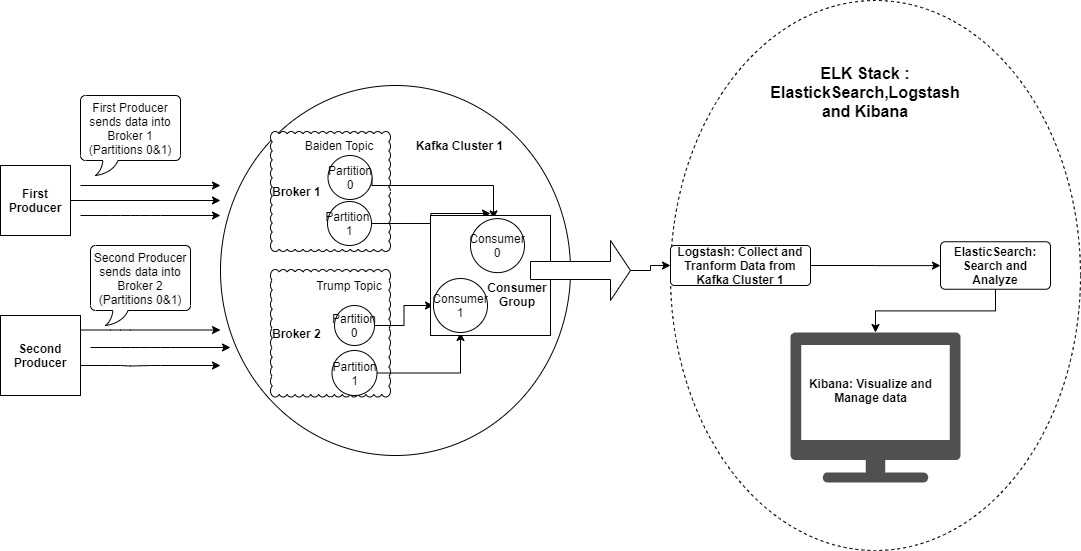 ELK Stack :
ElastickSearch,Logstash
and Kibana
First Producer
sends data into
Broker 1
(Partitions 0&1)
First
Producer
Baiden Topic
Kafka Cluster 1
Partition
0
Broker 1
Partition
1
Consumer
0
Second Producer
sends data into
Broker 2
(Partitions 0&1)
Second
Producer
Trump Topic
Partition
0
Broker 2
Partition
1
Consumer
1
Consumer
Group
Logstash: Collect and
Tranform Data from
Kafka Cluster 1
ElasticSearch:
Search and
Analyze
Kibana: Visualize and
Manage data